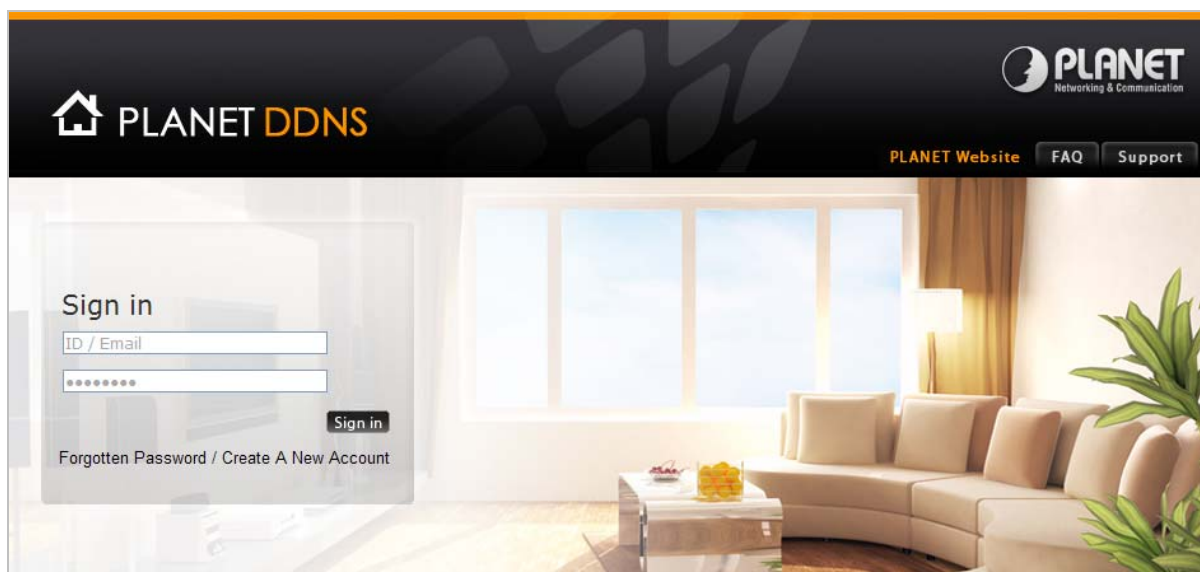 PLANET
Networking & Communication
PLANET DDNS
PLANET Website FAQ Support
Sign in
ID / Email
••••••••
Sign in
Forgotten Password / Create A New Account